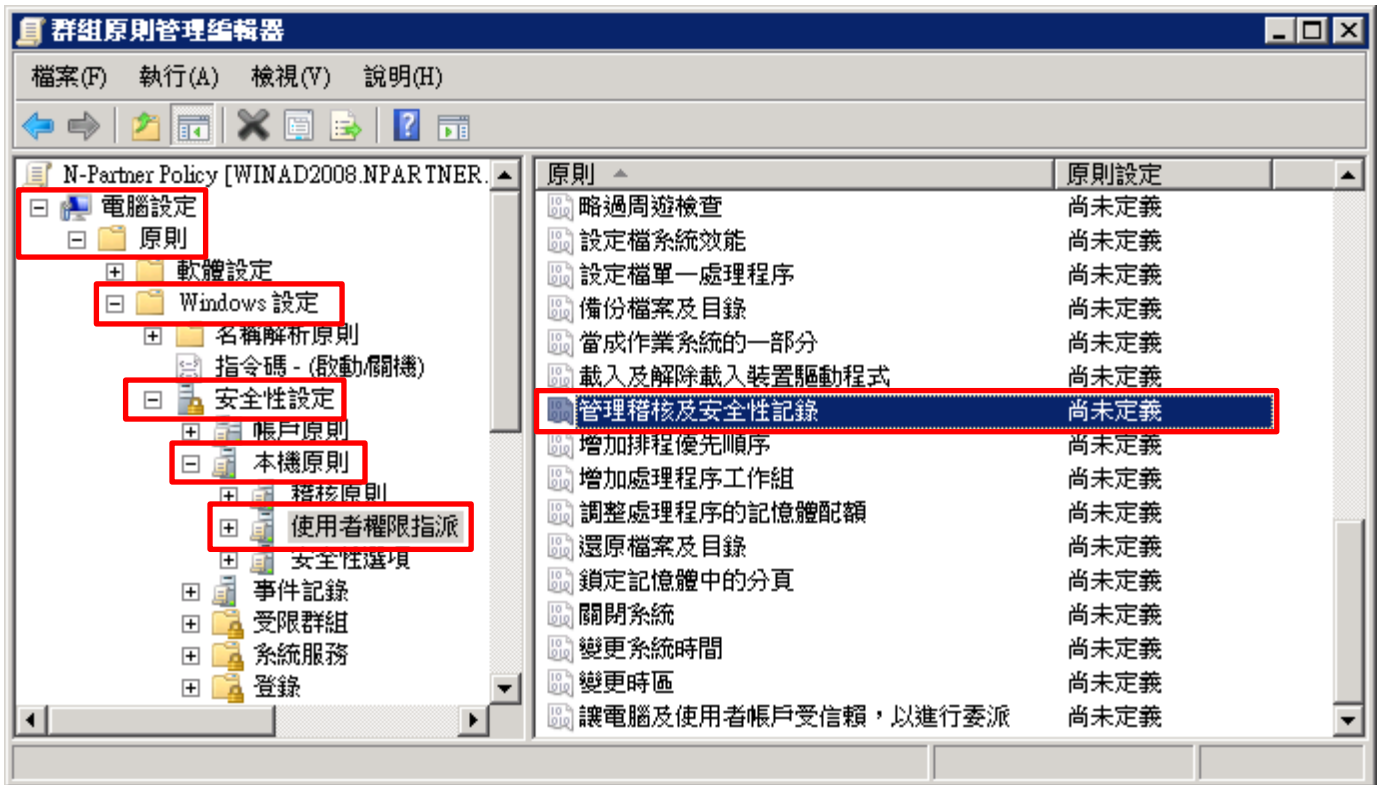 群組原則管理編輯器
檔案(F) 執行(A) 檢視(V) 說明(H)
N-Partner Policy [WINAD2008.NPARTNER.
電腦設定
原則
軟體設定
Windows 設定
名稱解析原則
指令碼 - (啟動/關機)
安全性設定
帳戶原則
本機原則
稽核原則
使用者權限指派
安全性選項
事件記錄
受限群組
系統服務
登錄
原則 原則設定
略過周遊檢查 尚未定義
設定檔系統效能 尚未定義
設定檔單一處理程序 尚未定義
備份檔案及目錄 尚未定義
當成作業系統的一部分 尚未定義
載入及解除載入裝置驅動程式 尚未定義
管理稽核及安全性記錄 尚未定義
增加排程優先順序 尚未定義
增加處理程序工作組 尚未定義
調整處理程序的記憶體配額 尚未定義
還原檔案及目錄 尚未定義
鎖定記憶體中的分頁 尚未定義
關閉系統 尚未定義
變更系統時間 尚未定義
變更時區 尚未定義
讓電腦及使用者帳戶受信賴，以進行委派 尚未定義